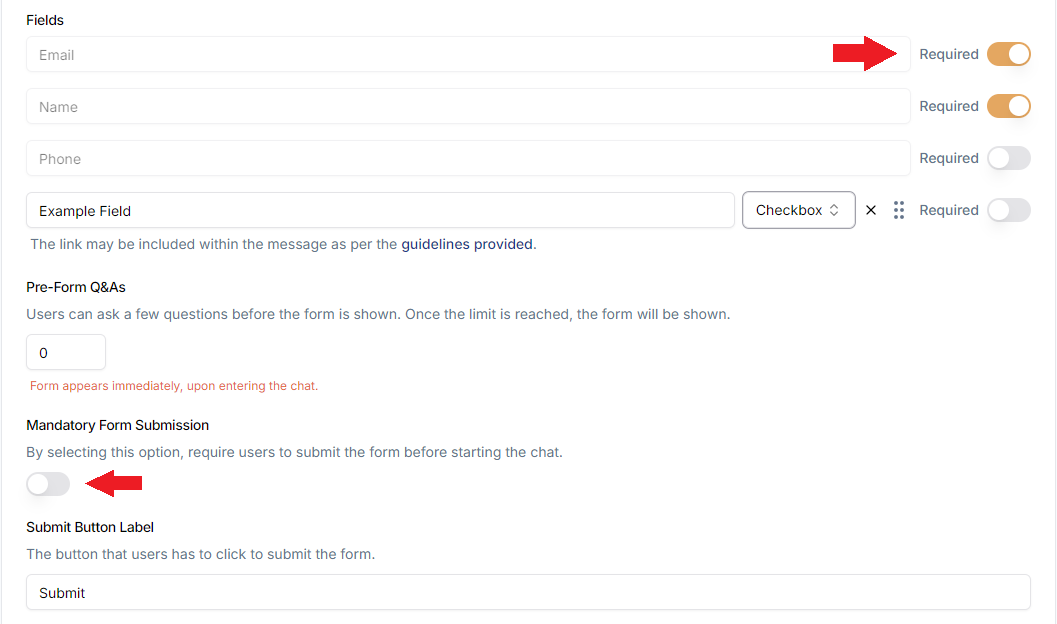 Fields
Email Required
Name Required
Phone Required
Example Field Checkbox Required
The link may be included within the message as per the guidelines provided.
Pre-Form Q&As
Users can ask a few questions before the form is shown. Once the limit is reached, the form will be shown.
0
Form appears immediately, upon entering the chat.
Mandatory Form Submission
By selecting this option, require users to submit the form before starting the chat.
Submit Button Label
The button that users has to click to submit the form.
Submit